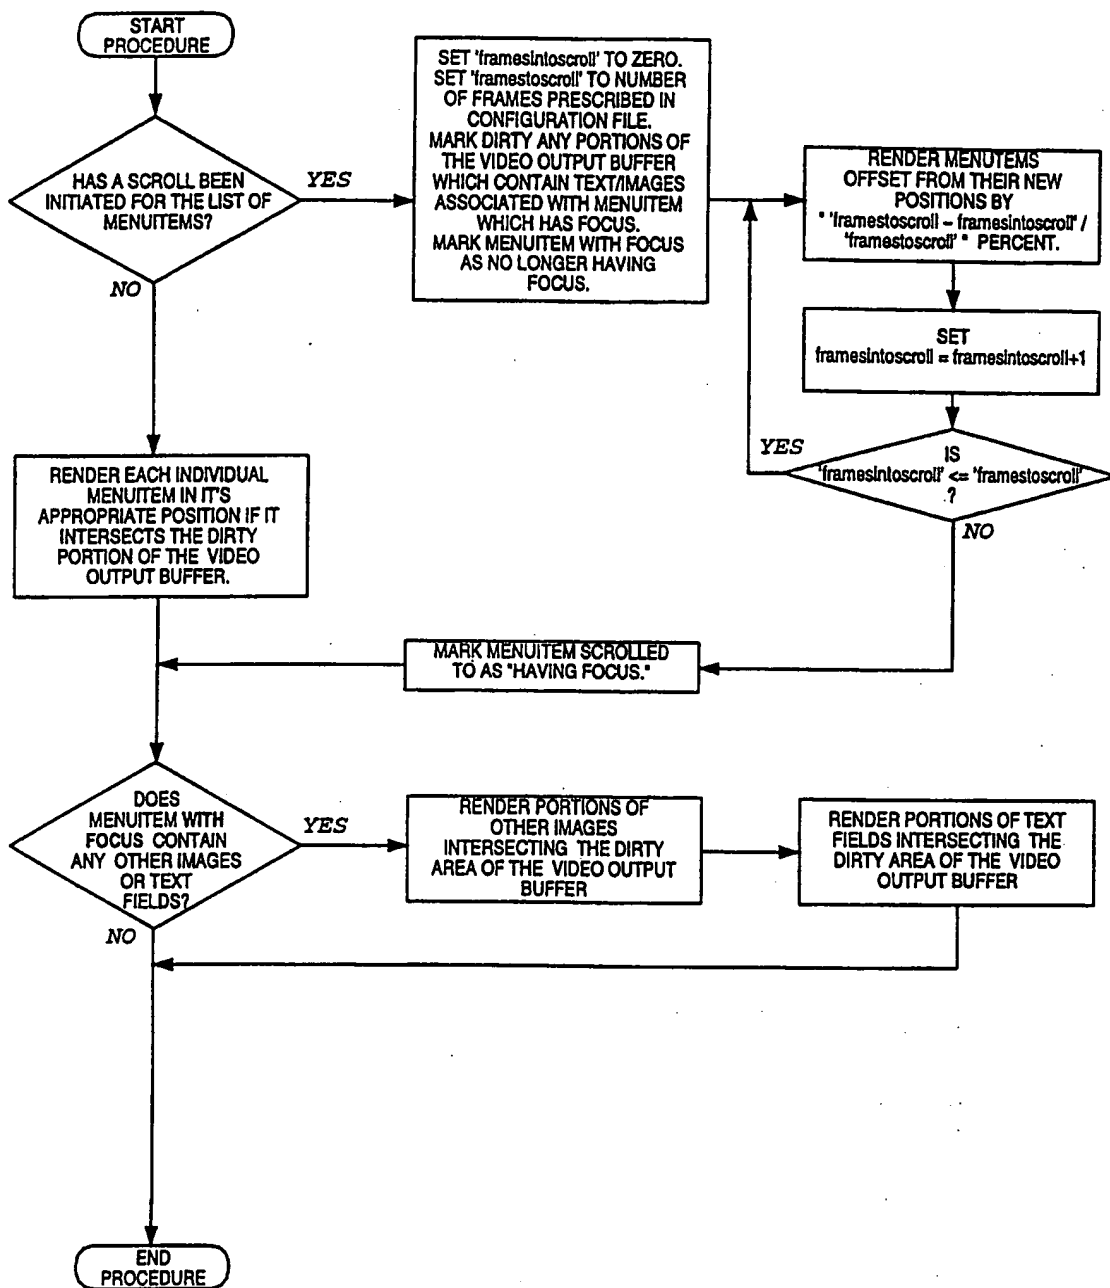 START
PROCEDURE
HAS A SCROLL BEEN
INITIATED FOR THE LIST OF
MENUITEMS?
YES
NO
SET 'framesintoscroll' TO ZERO.
SET 'framestoscroll' TO NUMBER
OF FRAMES PRESCRIBED IN
CONFIGURATION FILE.
MARK DIRTY ANY PORTIONS OF
THE VIDEO OUTPUT BUFFER
WHICH CONTAIN TEXT/IMAGES
ASSOCIATED WITH MENUITEM
WHICH HAS FOCUS.
MARK MENUITEM WITH FOCUS
AS NO LONGER HAVING
FOCUS.
RENDER MENUTEMS
OFFSET FROM THEIR NEW
POSITIONS BY
" 'framestoscroll – framesintoscroll' /
'framestoscroll' " PERCENT.
SET
framesintoscroll = framesintoscroll+1
YES
IS
'framesintoscroll' <= 'framestoscroll'
?
NO
RENDER EACH INDIVIDUAL
MENUITEM IN IT'S
APPROPRIATE POSITION IF IT
INTERSECTS THE DIRTY
PORTION OF THE VIDEO
OUTPUT BUFFER.
MARK MENUITEM SCROLLED
TO AS "HAVING FOCUS."
DOES
MENUITEM WITH
FOCUS CONTAIN
ANY OTHER IMAGES
OR TEXT
FIELDS?
YES
NO
RENDER PORTIONS OF
OTHER IMAGES
INTERSECTING THE DIRTY
AREA OF THE VIDEO OUTPUT
BUFFER
RENDER PORTIONS OF TEXT
FIELDS INTERSECTING THE
DIRTY AREA OF THE VIDEO
OUTPUT BUFFER
END
PROCEDURE